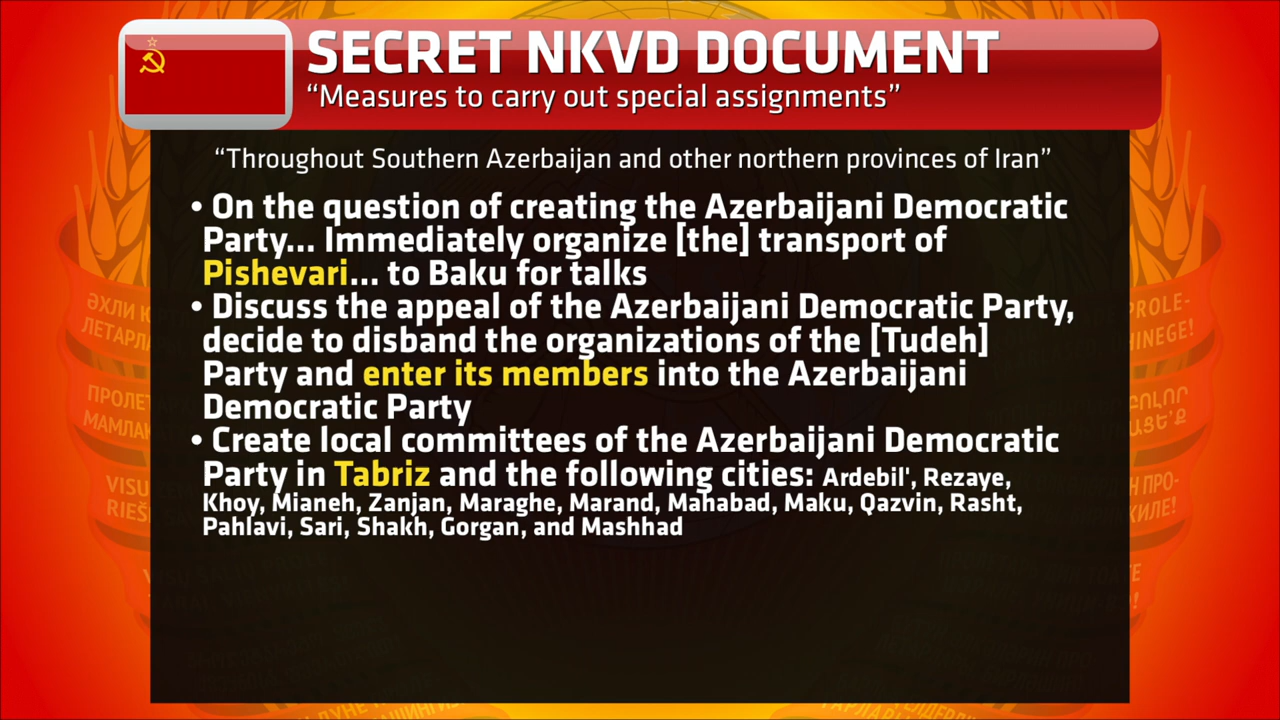 SECRET NKVD DOCUMENT
“Measures to carry out special assignments”
“Throughout Southern Azerbaijan and other northern provinces of Iran”
• On the question of creating the Azerbaijani Democratic
Party... Immediately organize [the] transport of
Pishevari... to Baku for talks
• Discuss the appeal of the Azerbaijani Democratic Party,
decide to disband the organizations of the [Tudeh]
Party and enter its members into the Azerbaijani
Democratic Party
• Create local committees of the Azerbaijani Democratic
Party in Tabriz and the following cities: Ardebil', Rezaye,
Khoy, Mianeh, Zanjan, Maraghe, Marand, Mahabad, Maku, Qazvin, Rasht,
Pahlavi, Sari, Shakh, Gorgan, and Mashhad